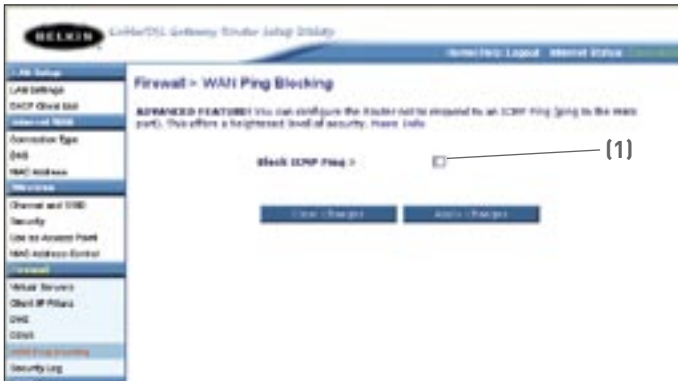 BELKIN
Cable/DSL Gateway Router Setup Utility
Home|Help|Logout Internet Status:
LAN Setup
LAN Settings
DHCP Client List
Internet WAN
Connection Type
DNS
MAC Address
Wireless
Channel and SSID
Security
Use as Access Point
MAC Address Control
Firewall
Virtual Servers
Client IP Filters
DMZ
DDNS
WAN Ping Blocking
Security Log
Firewall > WAN Ping Blocking
ADVANCED FEATURE! You can configure the Router not to respond to an ICMP Ping (ping to the WAN
port). This offers a heightened level of security. More Info
Block ICMP Ping >
(1)
Clear Changes
Apply Changes